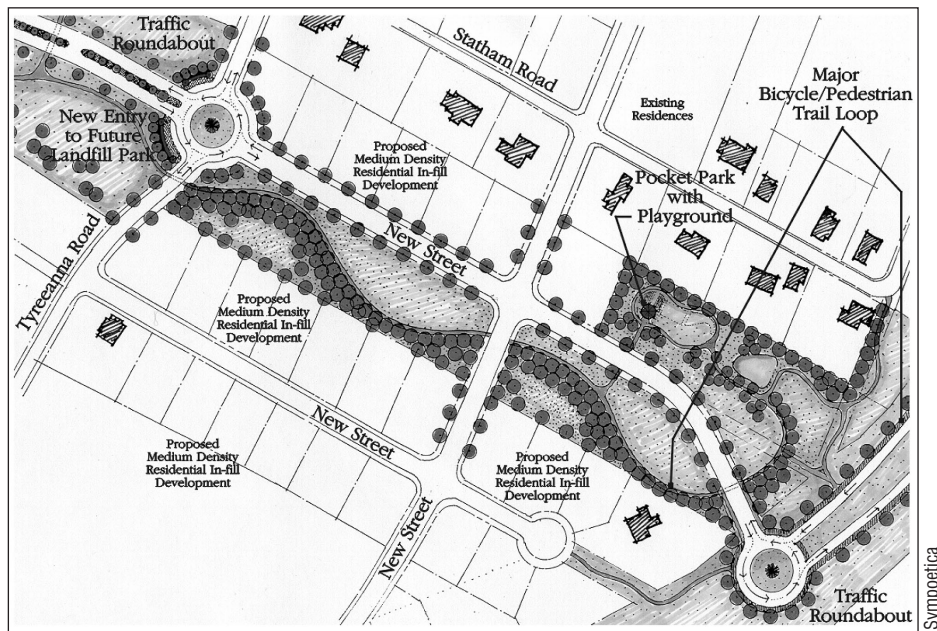 Traffic
Roundabout
Statham Road
Major
Bicycle/Pedestrian
Trail Loop
Existing
Residences
New Entry
to Future
Landfill Park
Proposed
Medium Density
Residential In-fill
Development
Pocket Park
with
Playground
New Street
Tyreeanna Road
Proposed
Medium Density
Residential In-fill
Development
New Street
Proposed
Medium Density
Residential In-fill
Development
Proposed
Medium Density
Residential In-fill
Development
New Street
Traffic
Roundabout
Sympoetica